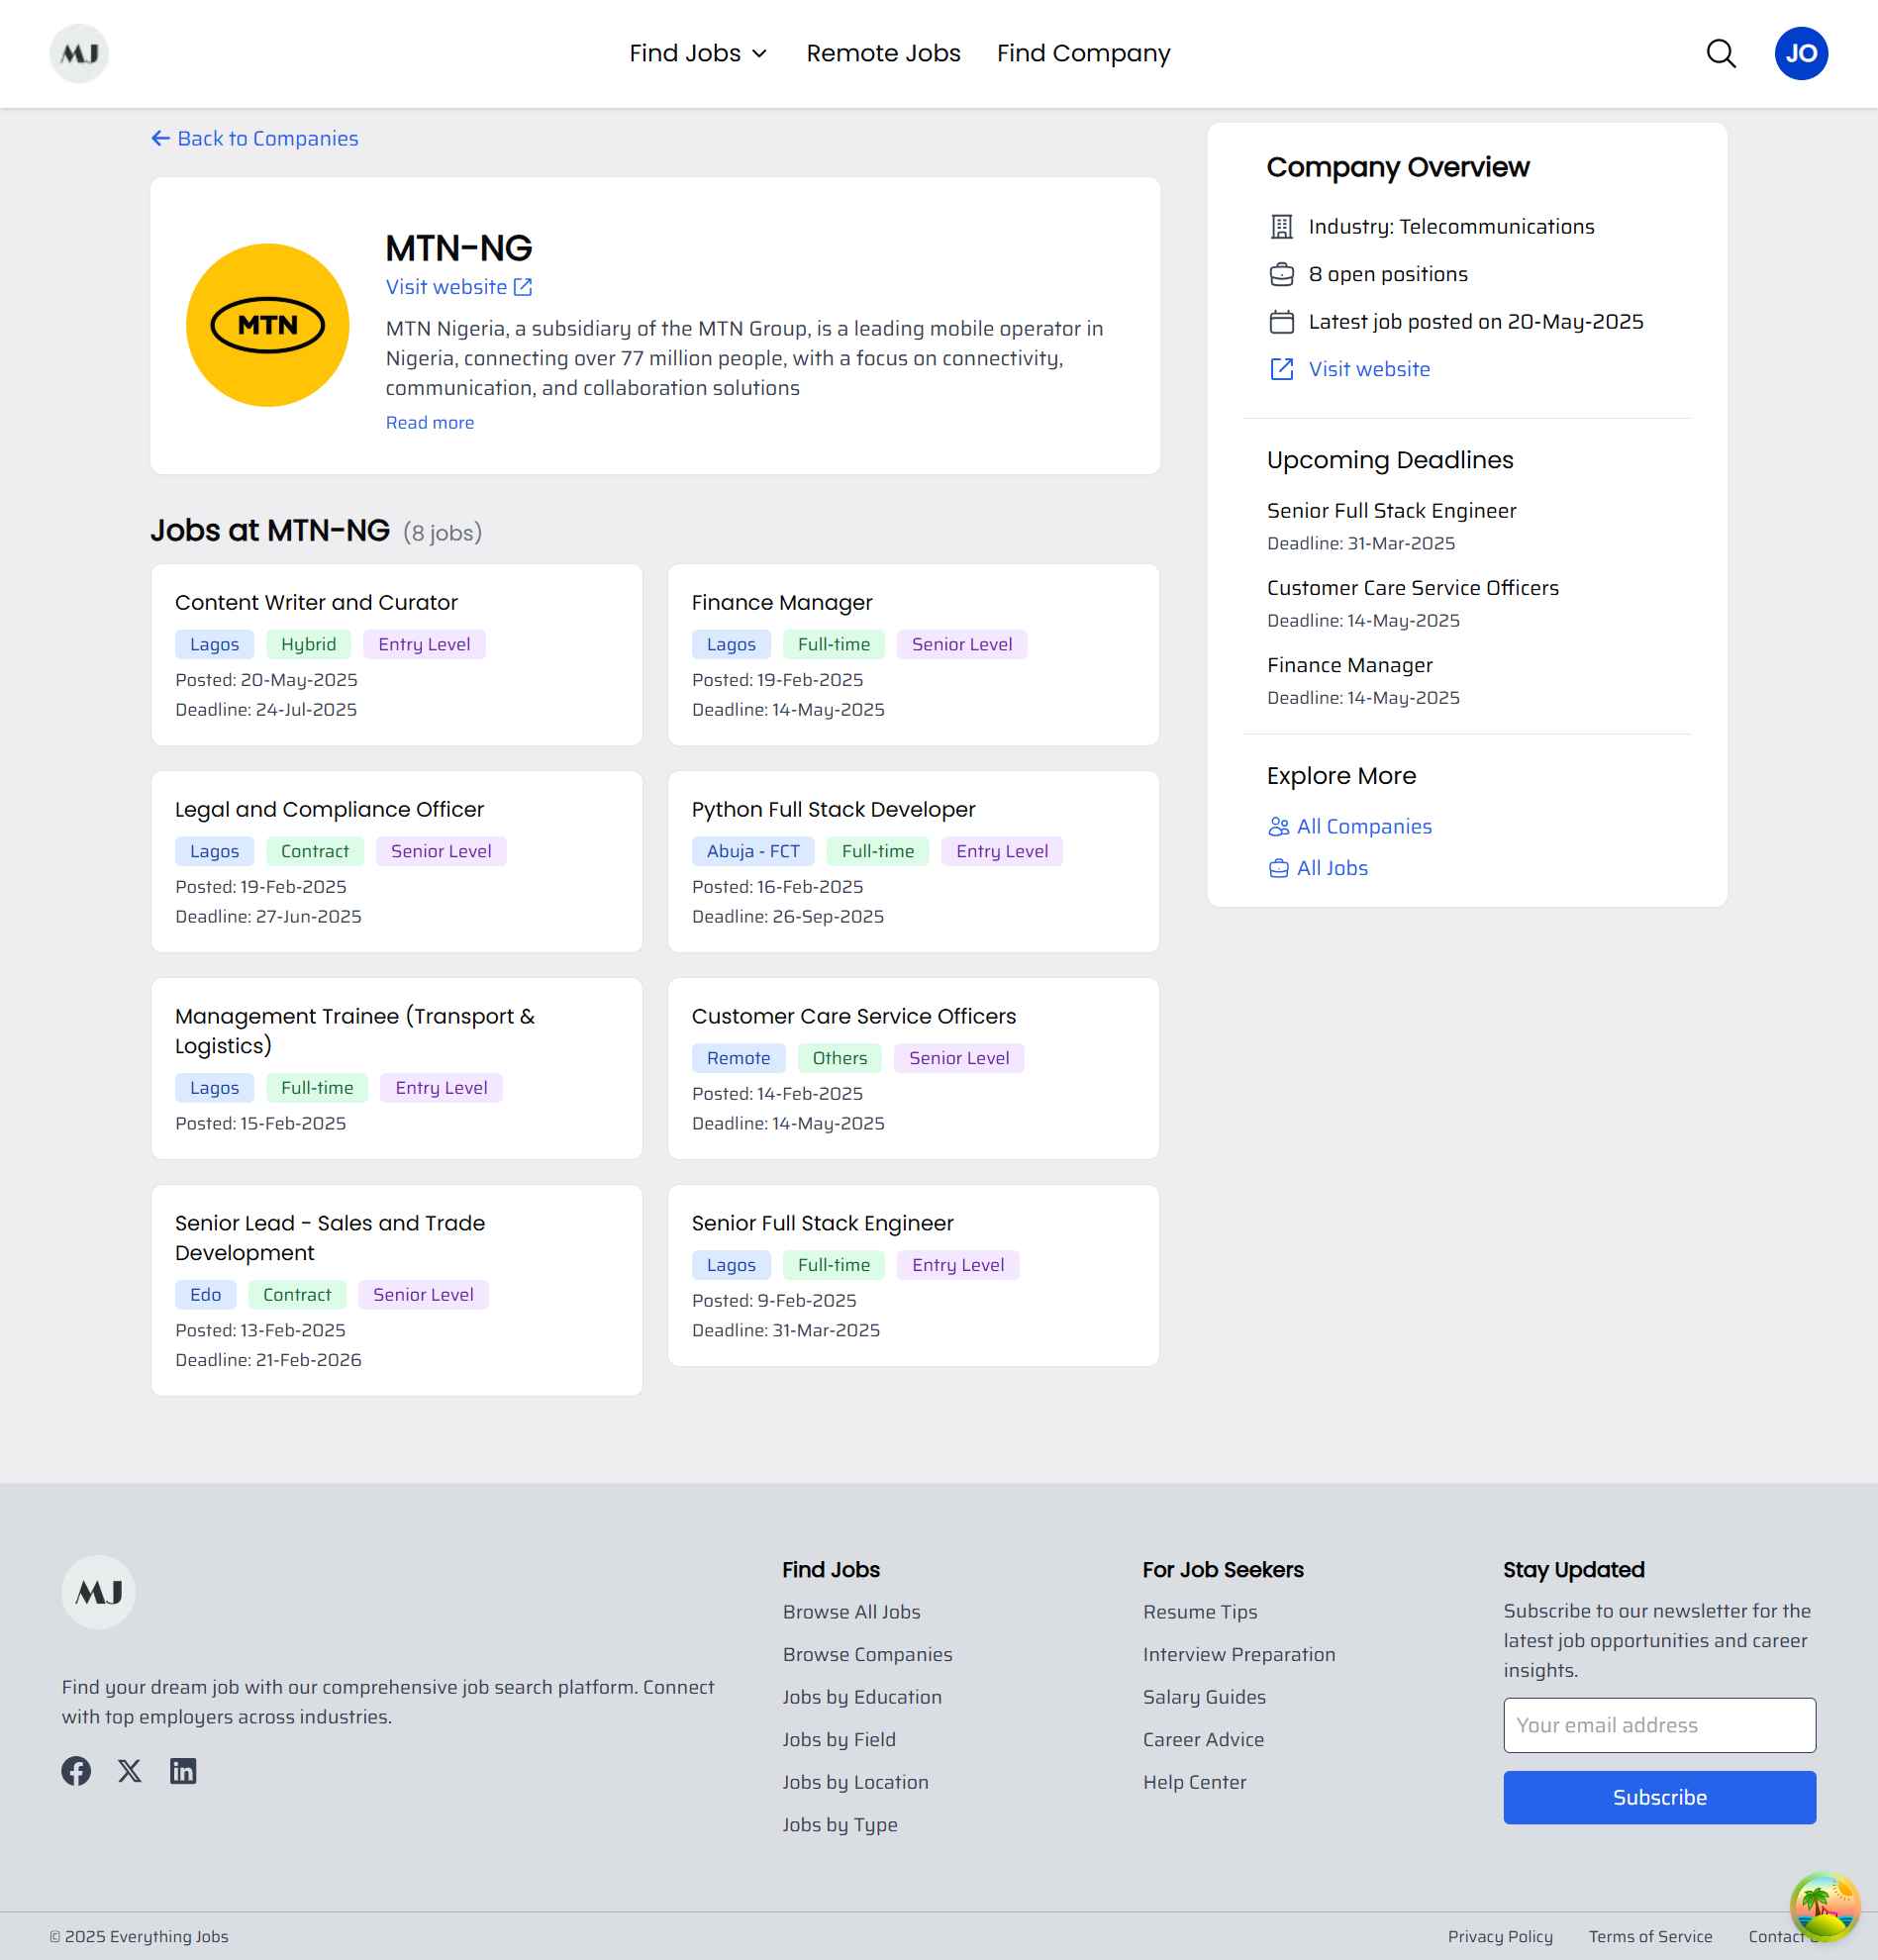 MJ
Find Jobs
Remote Jobs
Find Company
JO
Back to Companies
MTN
MTN-NG
Visit website
MTN Nigeria, a subsidiary of the MTN Group, is a leading mobile operator in
Nigeria, connecting over 77 million people, with a focus on connectivity,
communication, and collaboration solutions
Read more
Jobs at MTN-NG (8 jobs)
Content Writer and Curator
Lagos Hybrid Entry Level
Posted: 20-May-2025
Deadline: 24-Jul-2025
Finance Manager
Lagos Full-time Senior Level
Posted: 19-Feb-2025
Deadline: 14-May-2025
Legal and Compliance Officer
Lagos Contract Senior Level
Posted: 19-Feb-2025
Deadline: 27-Jun-2025
Python Full Stack Developer
Abuja - FCT Full-time Entry Level
Posted: 16-Feb-2025
Deadline: 26-Sep-2025
Management Trainee (Transport &
Logistics)
Lagos Full-time Entry Level
Posted: 15-Feb-2025
Customer Care Service Officers
Remote Others Senior Level
Posted: 14-Feb-2025
Deadline: 14-May-2025
Senior Lead - Sales and Trade
Development
Edo Contract Senior Level
Posted: 13-Feb-2025
Deadline: 21-Feb-2026
Senior Full Stack Engineer
Lagos Full-time Entry Level
Posted: 9-Feb-2025
Deadline: 31-Mar-2025
Company Overview
Industry: Telecommunications
8 open positions
Latest job posted on 20-May-2025
Visit website
Upcoming Deadlines
Senior Full Stack Engineer
Deadline: 31-Mar-2025
Customer Care Service Officers
Deadline: 14-May-2025
Finance Manager
Deadline: 14-May-2025
Explore More
All Companies
All Jobs
MJ
Find your dream job with our comprehensive job search platform. Connect
with top employers across industries.
Find Jobs
Browse All Jobs
Browse Companies
Jobs by Education
Jobs by Field
Jobs by Location
Jobs by Type
For Job Seekers
Resume Tips
Interview Preparation
Salary Guides
Career Advice
Help Center
Stay Updated
Subscribe to our newsletter for the
latest job opportunities and career
insights.
Your email address
Subscribe
© 2025 Everything Jobs
Privacy Policy
Terms of Service
Contact